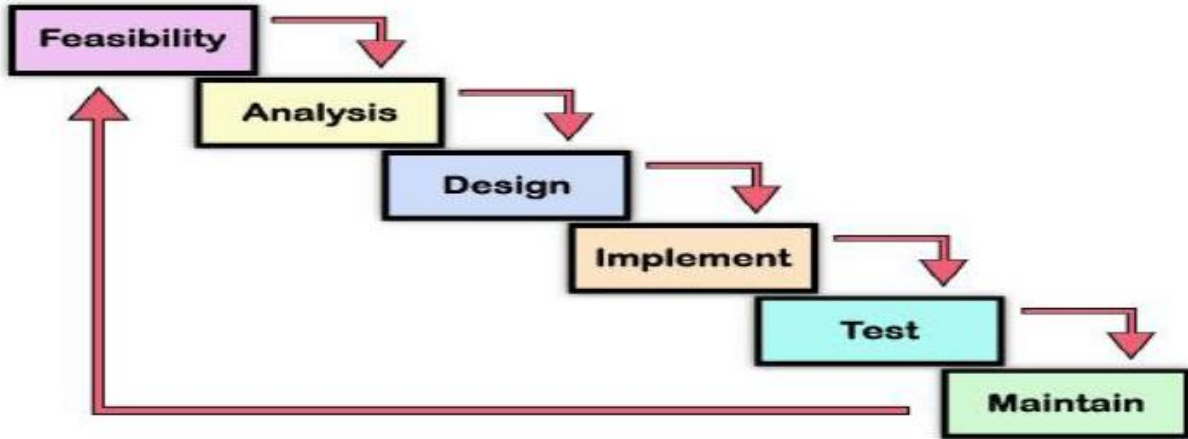 Feasibility
Analysis
Design
Implement
Test
Maintain